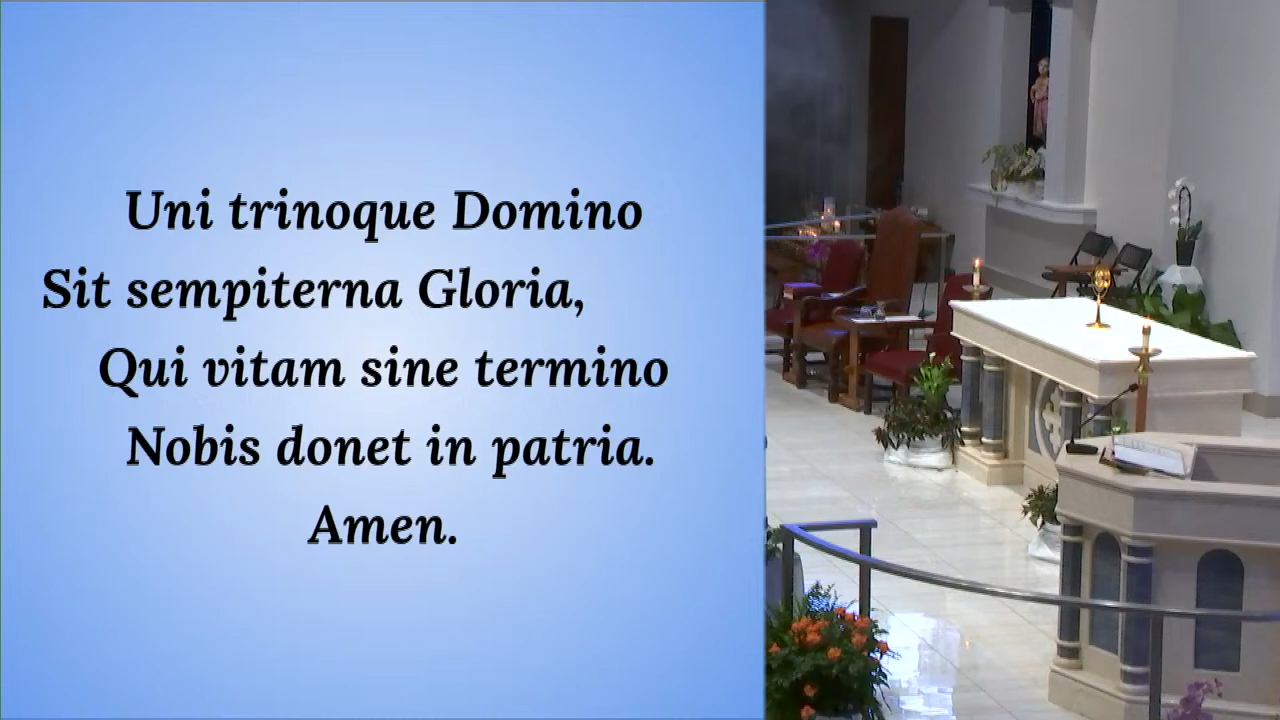 Uni trinoque Domino
Sit sempiterna Gloria,
Qui vitam sine termino
Nobis donet in patria.
Amen.